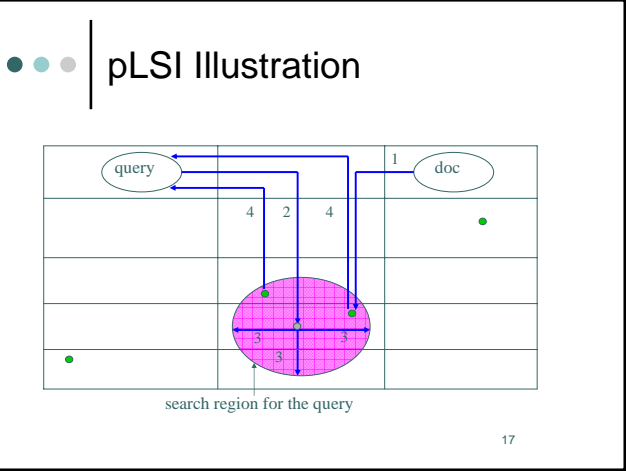 pLSI Illustration
query
1
doc
4
2
4
3
3
3
search region for the query
17